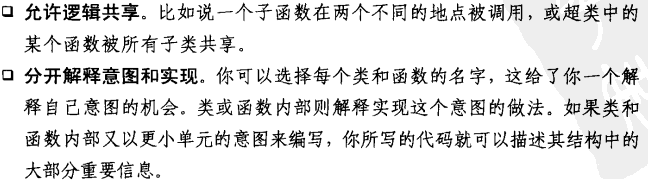 □ 允许逻辑共享。比如说一个子函数在两个不同的地点被调用，或超类中的
某个函数被所有子类共享。
□ 分开解释意图和实现。你可以选择每个类和函数的名字，这给了你一个解
释自己意图的机会。类或函数内部则解释实现这个意图的做法。如果类和
函数内部又以更小单元的意图来编写，你所写的代码就可以描述其结构中的
大部分重要信息。